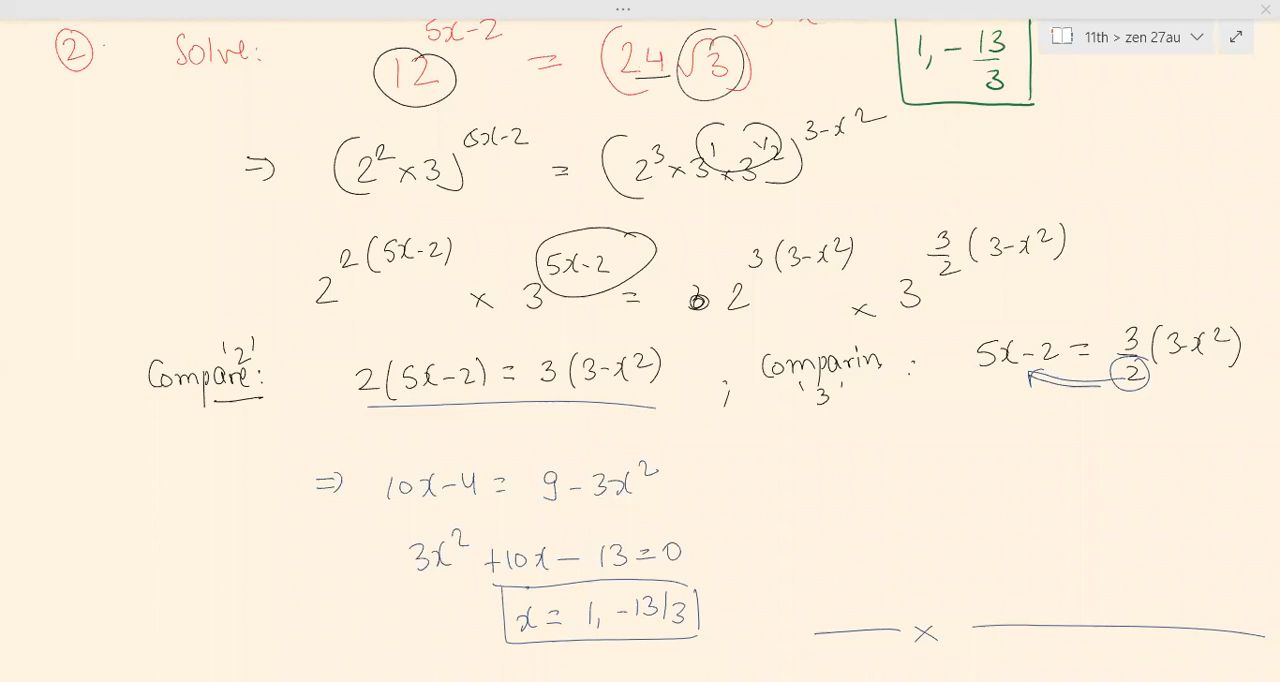 11th > zen 27au
② Solve: 12^(5x-2) = (24√3)
1, -13/3
⇒ (2^2 × 3)^(5x-2) = (2^3 × 3^1 × 3^(1/2))^(3-x^2)
2^(2(5x-2)) × 3^(5x-2) = 2^(3(3-x^2)) × 3^(3/2 (3-x^2))
Compare '2': 2(5x-2) = 3(3-x^2) ; Comparin '3' : 5x-2 = 3/2 (3-x^2)
⇒ 10x-4 = 9-3x^2
3x^2 +10x - 13 = 0
x = 1, -13/3
×